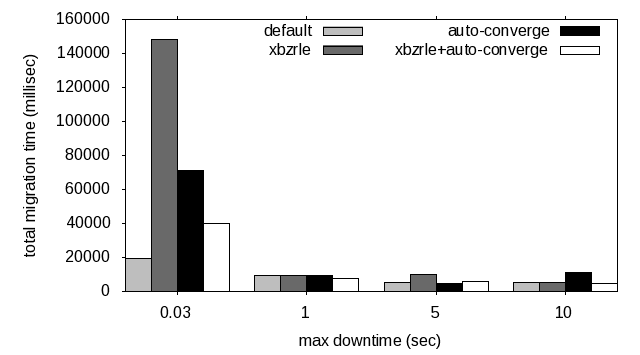 160000
140000
120000
100000
80000
60000
40000
20000
0
total migration time (millisec)
default
xbzrle
auto-converge
xbzrle+auto-converge
0.03 1 5 10
max downtime (sec)